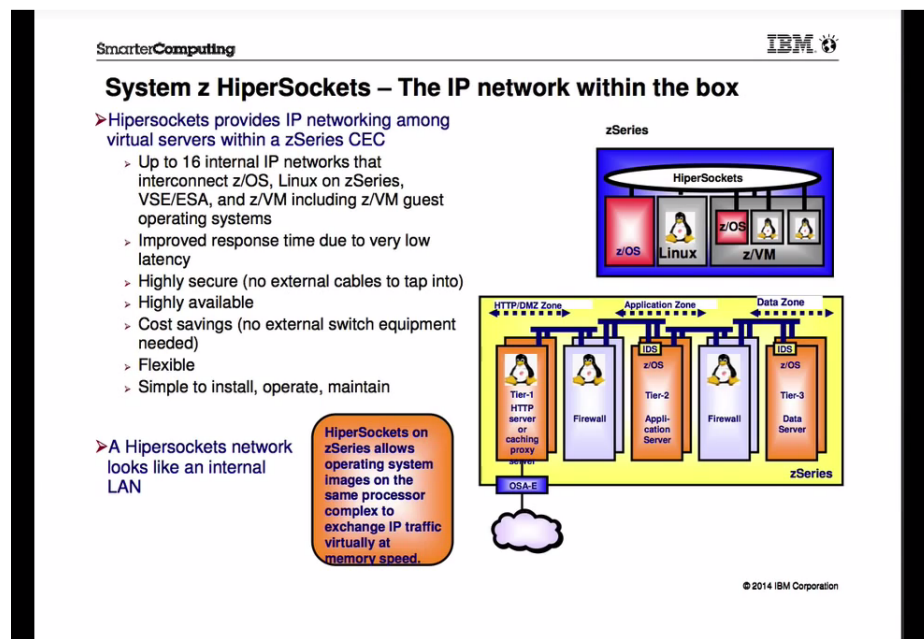 SmarterComputing
IBM
System z HiperSockets – The IP network within the box
Hipersockets provides IP networking among
virtual servers within a zSeries CEC
Up to 16 internal IP networks that
interconnect z/OS, Linux on zSeries,
VSE/ESA, and z/VM including z/VM guest
operating systems
Improved response time due to very low
latency
Highly secure (no external cables to tap into)
Highly available
Cost savings (no external switch equipment
needed)
Flexible
Simple to install, operate, maintain
A Hipersockets network
looks like an internal
LAN
HiperSockets on
zSeries allows
operating system
images on the
same processor
complex to
exchange IP traffic
virtually at
memory speed.
zSeries
HiperSockets
z/OS
Linux
z/OS
z/VM
HTTP/DMZ Zone
Application Zone
Data Zone
Tier-1
HTTP
server
or
caching
proxy
server
Firewall
IDS
z/OS
Tier-2
Appli-
cation
Server
Firewall
IDS
z/OS
Tier-3
Data
Server
zSeries
OSA-E
© 2014 IBM Corporation